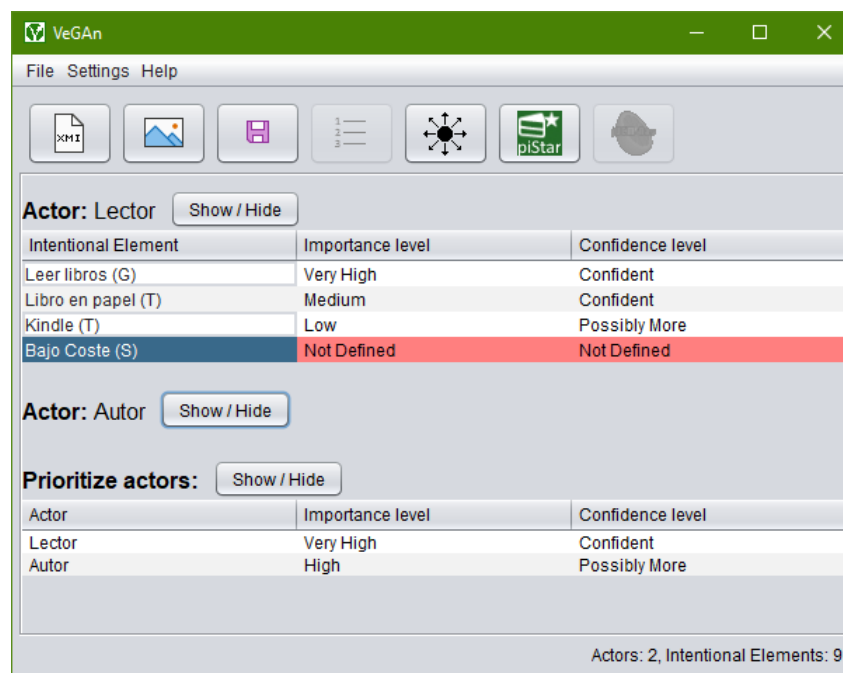 VeGAn
File Settings Help
XMI
1
2
3
piStar
Actor: Lector Show / Hide
Intentional Element Importance level Confidence level
Leer libros (G) Very High Confident
Libro en papel (T) Medium Confident
Kindle (T) Low Possibly More
Bajo Coste (S) Not Defined Not Defined
Actor: Autor Show / Hide
Prioritize actors: Show / Hide
Actor Importance level Confidence level
Lector Very High Confident
Autor High Possibly More
Actors: 2, Intentional Elements: 9